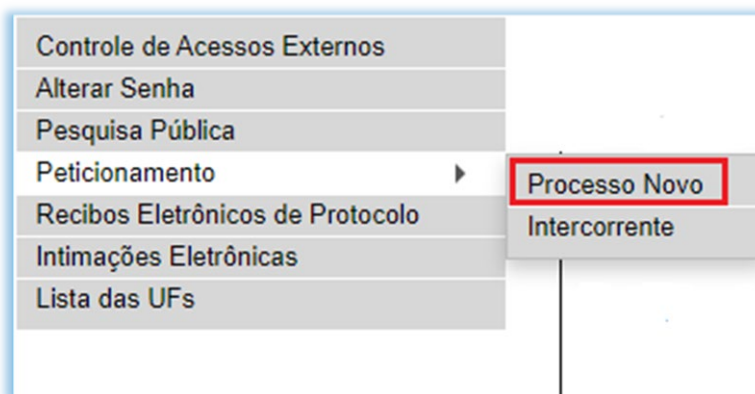 Controle de Acessos Externos
Alterar Senha
Pesquisa Pública
Peticionamento
Processo Novo
Intercorrente
Recibos Eletrônicos de Protocolo
Intimações Eletrônicas
Lista das UFs